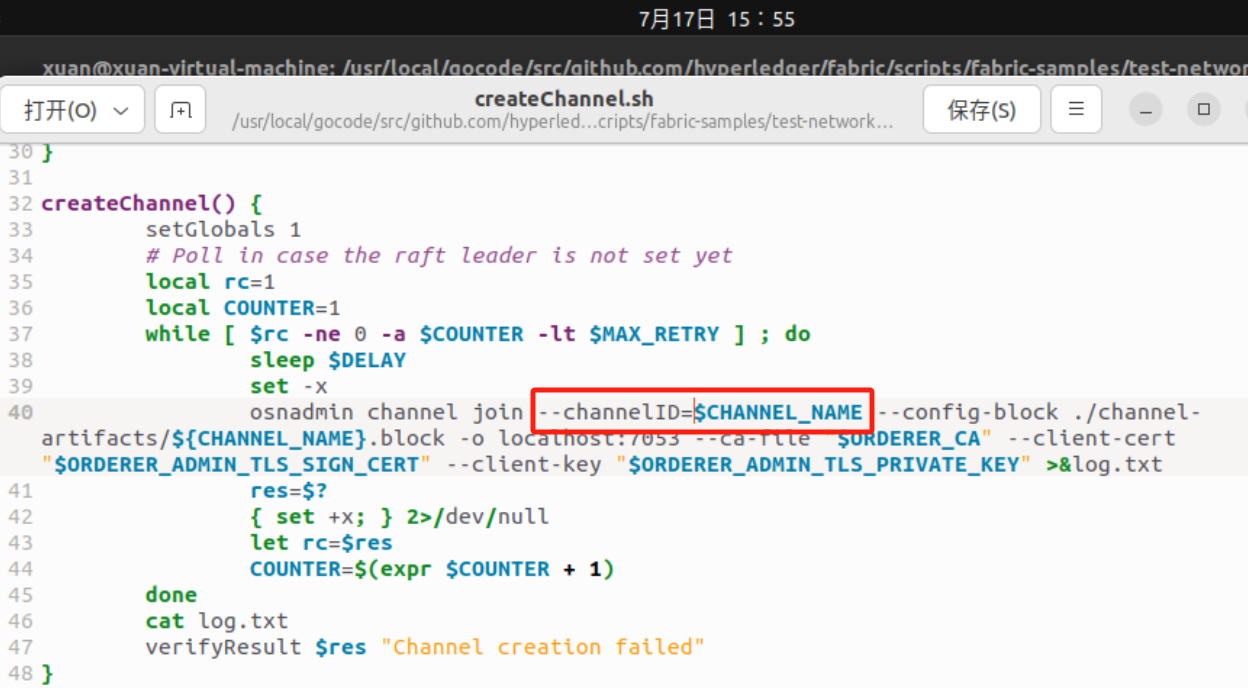 7月17日 15：55
xuan@xuan-virtual-machine: /usr/local/gocode/src/github.com/hyperledger/fabric/scripts/fabric-samples/test-networ
打开(O)
createChannel.sh
/usr/local/gocode/src/github.com/hyperled…cripts/fabric-samples/test-network…
保存(S)
30 }
31
32 createChannel() {
33 setGlobals 1
34 # Poll in case the raft leader is not set yet
35 local rc=1
36 local COUNTER=1
37 while [ $rc -ne 0 -a $COUNTER -lt $MAX_RETRY ] ; do
38 sleep $DELAY
39 set -x
40 osnadmin channel join --channelID=$CHANNEL_NAME --config-block ./channel-
artifacts/${CHANNEL_NAME}.block -o localhost:7053 --ca-file "$ORDERER_CA" --client-cert
"$ORDERER_ADMIN_TLS_SIGN_CERT" --client-key "$ORDERER_ADMIN_TLS_PRIVATE_KEY" >&log.txt
41 res=$?
42 { set +x; } 2>/dev/null
43 let rc=$res
44 COUNTER=$(expr $COUNTER + 1)
45 done
46 cat log.txt
47 verifyResult $res "Channel creation failed"
48 }